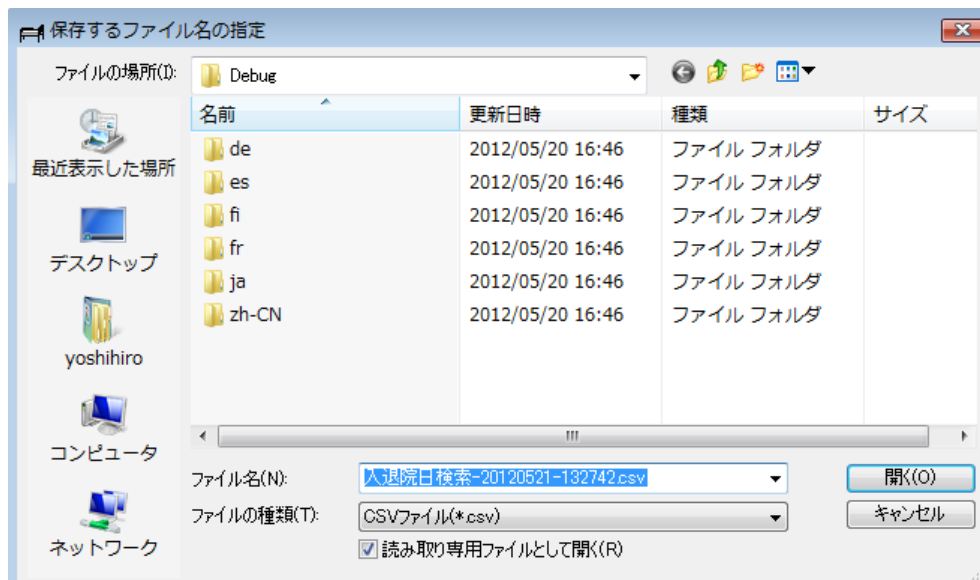 保存するファイル名の指定
ファイルの場所(I):
Debug
最近表示した場所
デスクトップ
yoshihiro
コンピュータ
ネットワーク
名前 更新日時 種類 サイズ
de 2012/05/20 16:46 ファイル フォルダ
es 2012/05/20 16:46 ファイル フォルダ
fi 2012/05/20 16:46 ファイル フォルダ
fr 2012/05/20 16:46 ファイル フォルダ
ja 2012/05/20 16:46 ファイル フォルダ
zh-CN 2012/05/20 16:46 ファイル フォルダ
ファイル名(N): 入退院日検索-20120521-132742.csv 開く(O)
ファイルの種類(T): CSVファイル(*.csv) キャンセル
読み取り専用ファイルとして開く(R)